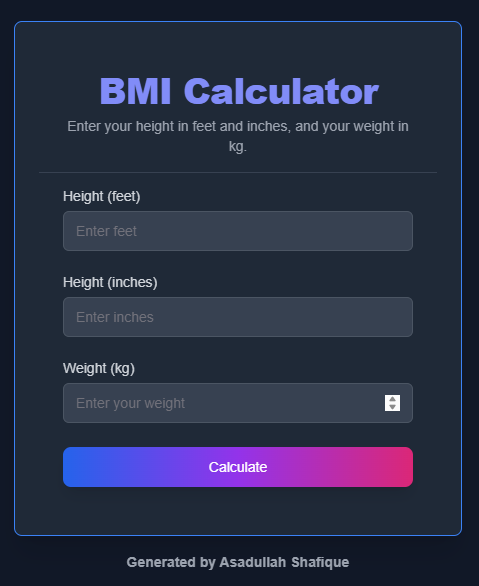 BMI Calculator
Enter your height in feet and inches, and your weight in
kg.
Height (feet)
Enter feet
Height (inches)
Enter inches
Weight (kg)
Enter your weight
Calculate
Generated by Asadullah Shafique